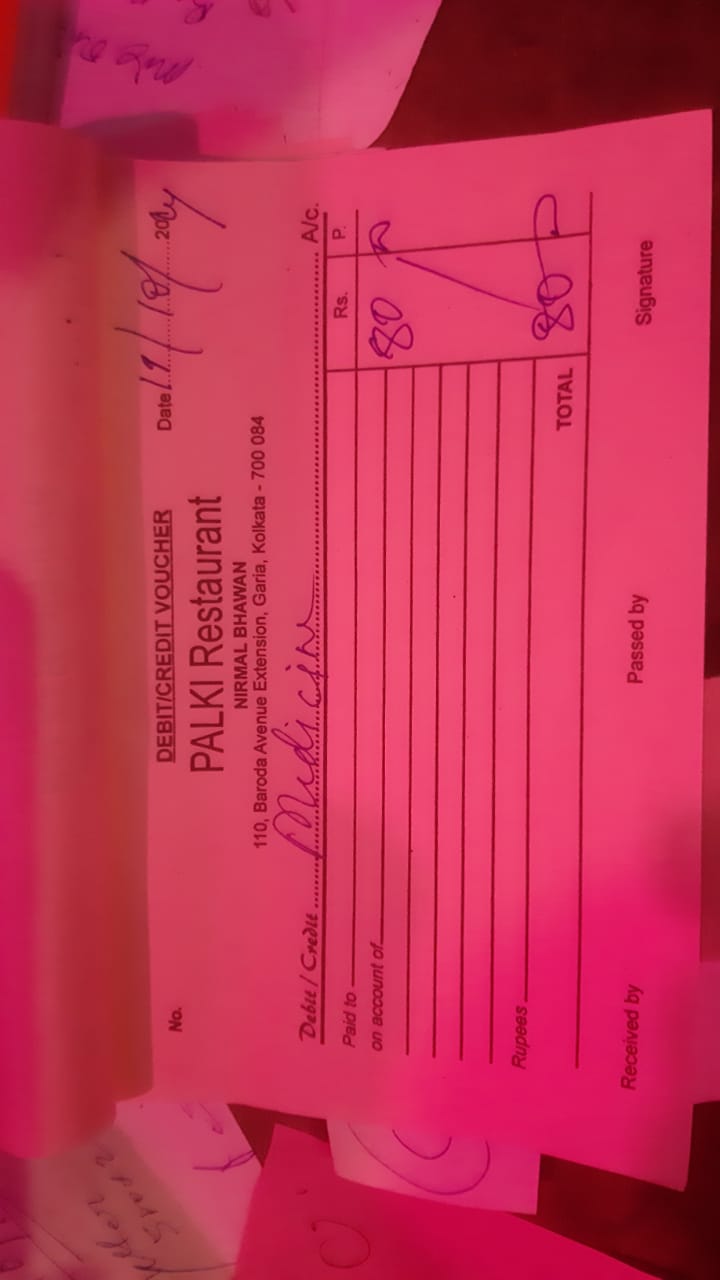 DEBIT/CREDIT VOUCHER
No. Date 19/10/2024
PALKI Restaurant
NIRMAL BHAWAN
110, Baroda Avenue Extension, Garia, Kolkata - 700 084
Debit / Credit Medicine A/c.
Paid to Rs. P.
on account of 80
Rupees
TOTAL 80
Received by Passed by Signature